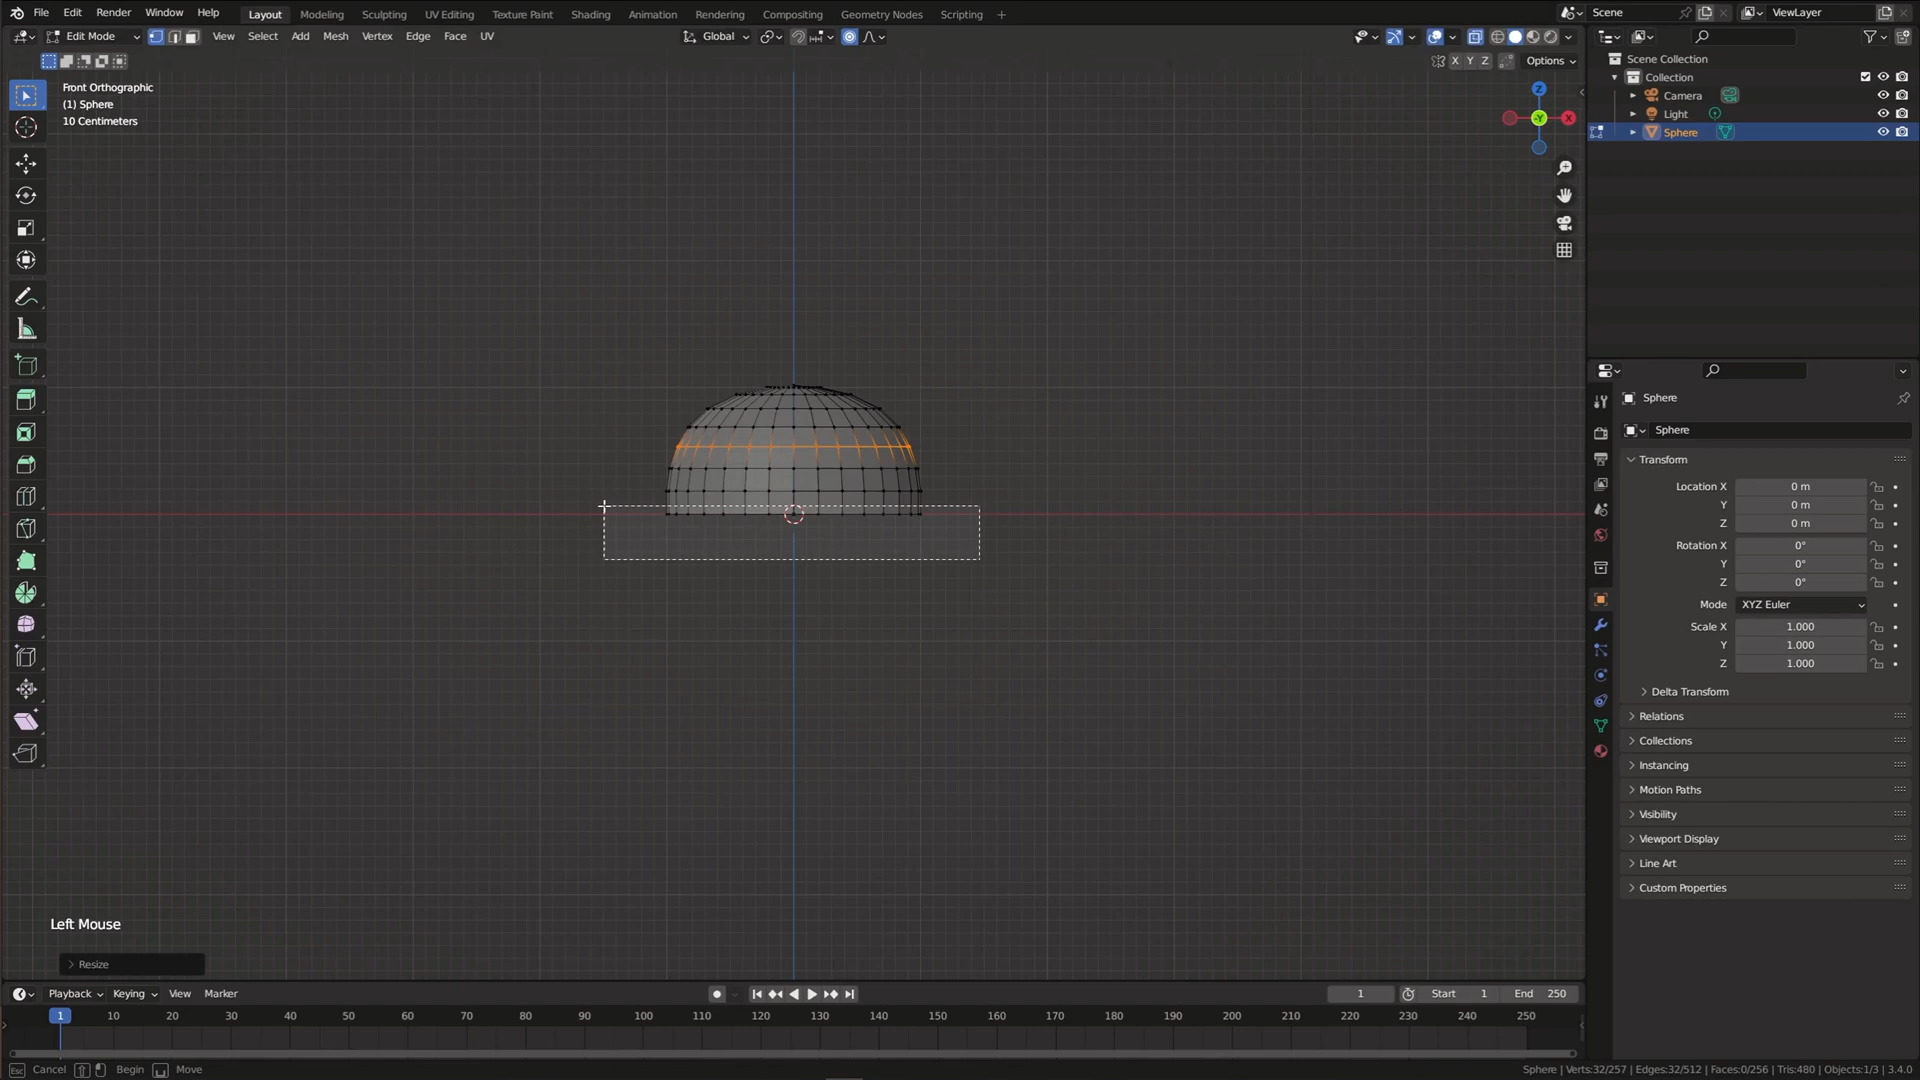 File Edit Render Window Help Layout Modeling Sculpting UV Editing Texture Paint Shading Animation Rendering Compositing Geometry Nodes Scripting + Scene ViewLayer
Edit Mode View Select Add Mesh Vertex Edge Face UV Global
X Y Z Options
Front Orthographic
(1) Sphere
10 Centimeters
Z
-Y X
Left Mouse
Resize
Scene Collection
Collection
Camera
Light
Sphere
Sphere
Sphere
Transform
Location X 0 m
Y 0 m
Z 0 m
Rotation X 0°
Y 0°
Z 0°
Mode XYZ Euler
Scale X 1.000
Y 1.000
Z 1.000
Delta Transform
Relations
Collections
Instancing
Motion Paths
Visibility
Viewport Display
Line Art
Custom Properties
Playback Keying View Marker 1 Start 1 End 250
1 10 20 30 40 50 60 70 80 90 100 110 120 130 140 150 160 170 180 190 200 210 220 230 240 250
Esc Cancel Begin Move Sphere | Verts:32/257 | Edges:32/512 | Faces:0/256 | Tris:480 | Objects:1/3 | 3.4.0